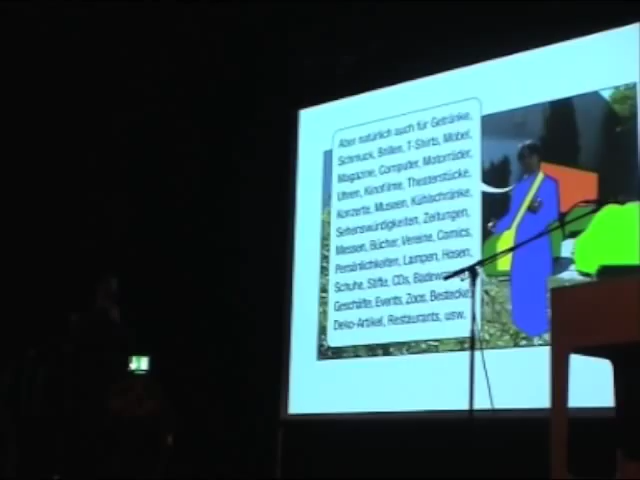 Aber natürlich auch für Getränke,
Schmuck, Brillen, T-Shirts, Möbel,
Magazine, Computer, Motorräder,
Uhren, Kinofilme, Theaterstücke,
Konzerte, Museen, Kühlschränke,
Sehenswürdigkeiten, Zeitungen,
Messen, Bücher, Vereine, Comics,
Persönlichkeiten, Lampen, Hosen,
Schuhe, Stifte, CDs,
Geschäfte, Events, Zoos, Bestecke,
Deko-Artikel, Restaurants, usw.